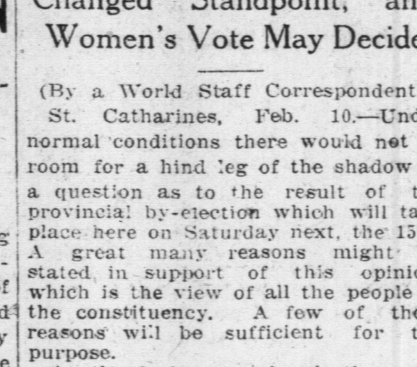 Changed Standpoint, an
Women's Vote May Decide
(By a World Staff Correspondent
St. Catharines, Feb. 10.—Und
normal conditions there would not
room for a hind leg of the shadow
a question as to the result of t
provincial by-election which will ta
place here on Saturday next, the 15
A great many reasons might
stated in support of this opinio
which is the view of all the people
the constituency. A few of the
reasons will be sufficient for t
purpose.